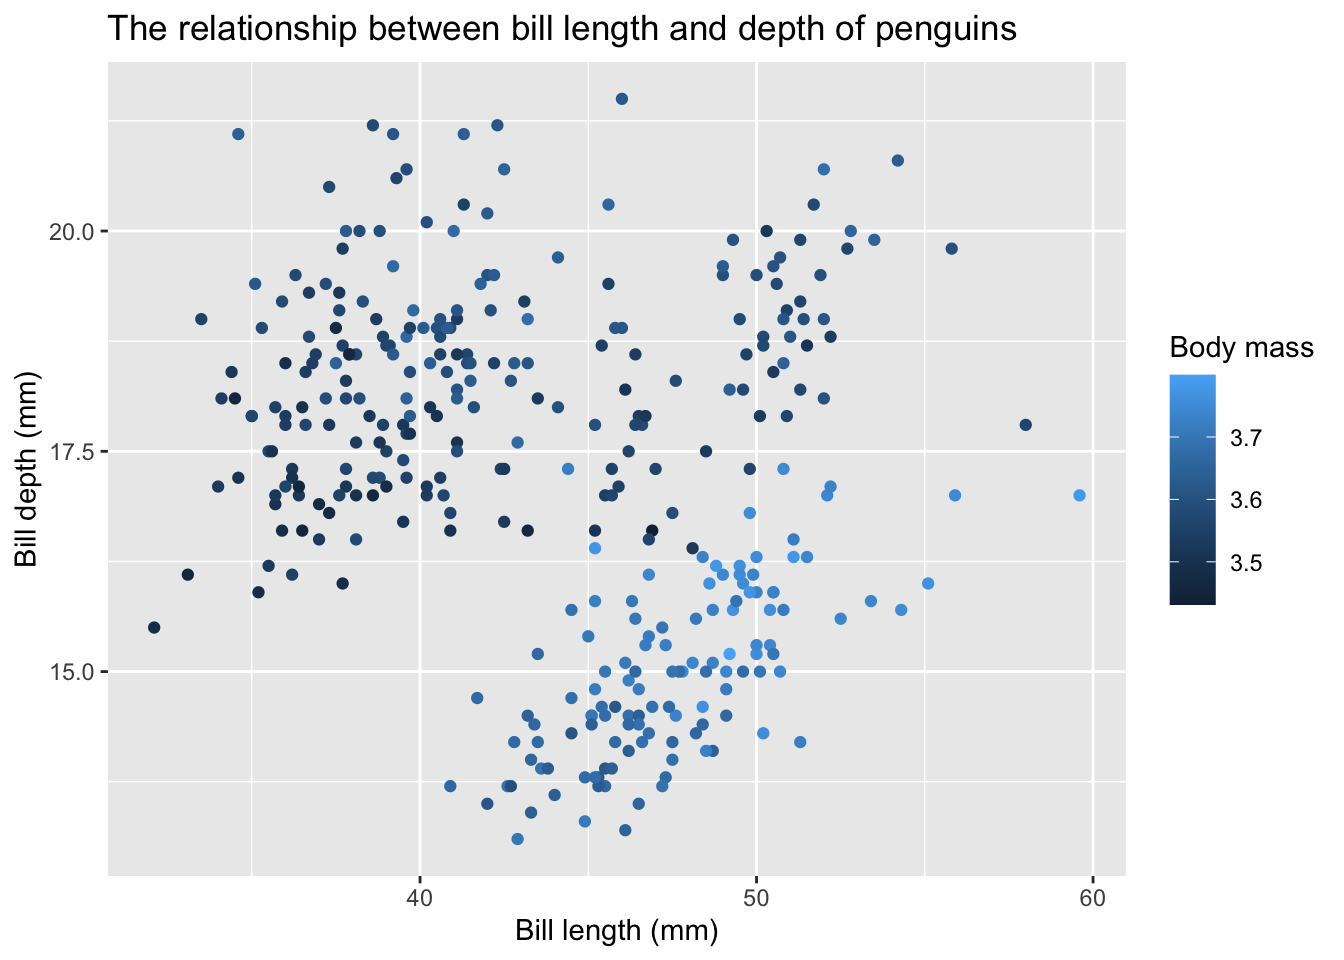 The relationship between bill length and depth of penguins
Bill depth (mm)
20.0
17.5
15.0
40
50
60
Bill length (mm)
Body mass
3.7
3.6
3.5